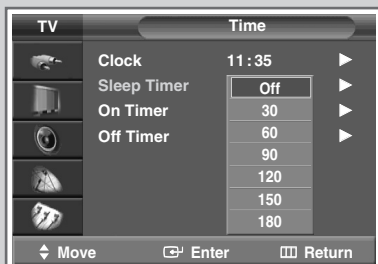 TV Time
Clock 11:35
Sleep Timer Off
On Timer 30
Off Timer 60
90
120
150
180
Move Enter Return